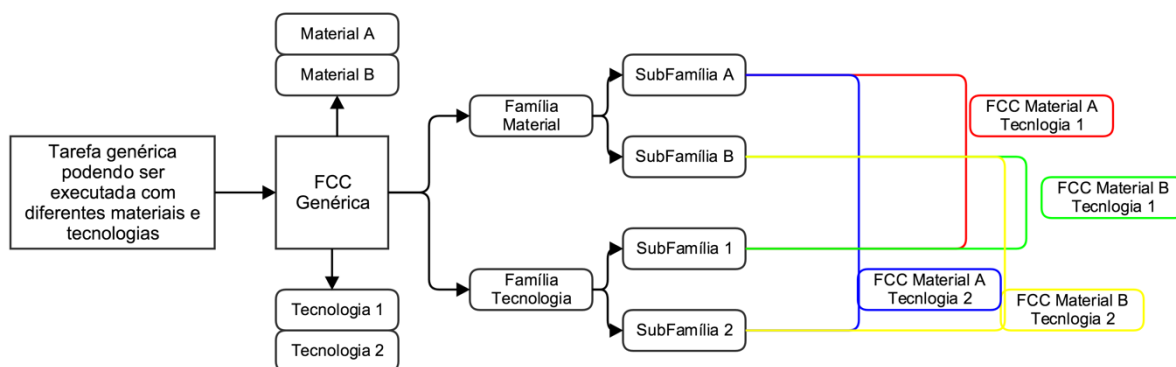 Material A
Material B
Tarefa genérica
podendo ser
executada com
diferentes materiais e
tecnologias
FCC
Genérica
Tecnologia 1
Tecnologia 2
Família
Material
Família
Tecnologia
SubFamília A
SubFamília B
SubFamília 1
SubFamília 2
FCC Material A
Tecnlogia 1
FCC Material B
Tecnlogia 1
FCC Material A
Tecnlogia 2
FCC Material B
Tecnlogia 2